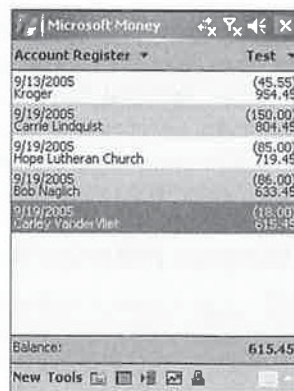 Microsoft Money
Account Register Test
9/13/2005 (45.55)
Kroger 954.45
9/19/2005 (150.00)
Carrie Lindquist 804.45
9/19/2005 (85.00)
Hope Lutheran Church 719.45
9/19/2005 (86.00)
Bob Naglich 633.45
9/19/2005 (18.00)
Carley VanderVliet 615.45
Balance: 615.45
New Tools